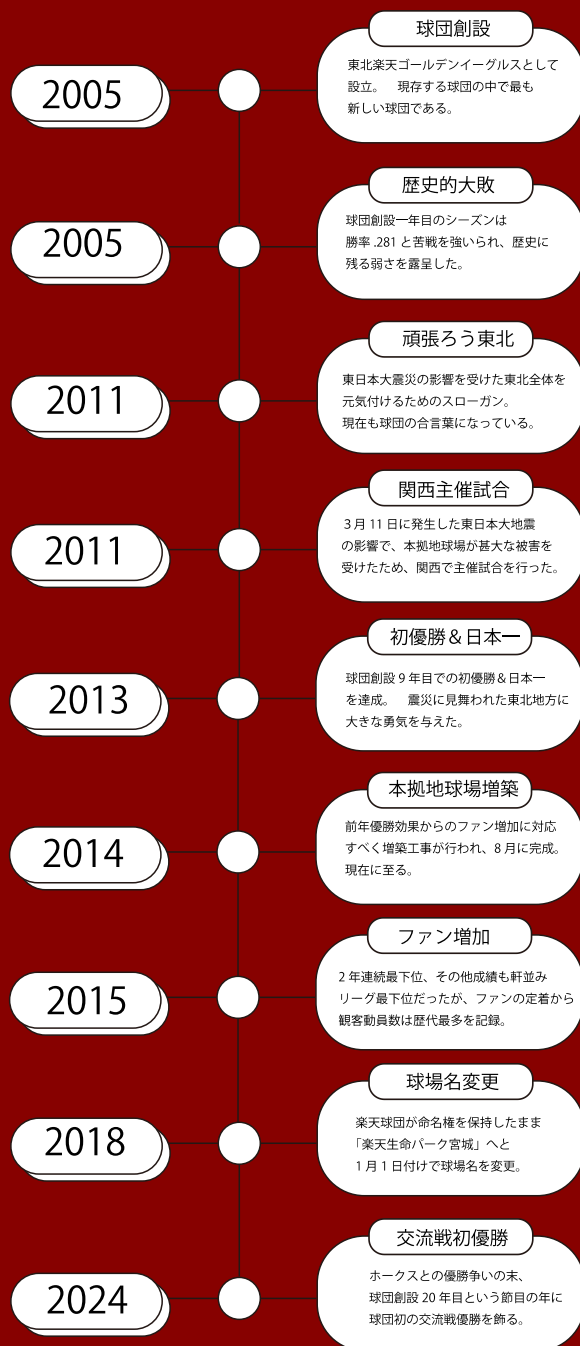 球団創設
2005
東北楽天ゴールデンイーグルスとして
設立。 現存する球団の中で最も
新しい球団である。
歴史的大敗
2005
球団創設一年目のシーズンは
勝率 .281 と苦戦を強いられ、歴史に
残る弱さを露呈した。
頑張ろう東北
2011
東日本大震災の影響を受けた東北全体を
元気付けるためのスローガン。
現在も球団の合言葉になっている。
関西主催試合
2011
３月 11 日に発生した東日本大地震
の影響で、本拠地球場が甚大な被害を
受けたため、関西で主催試合を行った。
初優勝＆日本一
2013
球団創設 9 年目での初優勝＆日本一
を達成。 震災に見舞われた東北地方に
大きな勇気を与えた。
本拠地球場増築
2014
前年優勝効果からのファン増加に対応
すべく増築工事が行われ、8 月に完成。
現在に至る。
ファン増加
2015
2 年連続最下位、その他成績も軒並み
リーグ最下位だったが、ファンの定着から
観客動員数は歴代最多を記録。
球場名変更
2018
楽天球団が命名権を保持したまま
「楽天生命パーク宮城」へと
1 月 1 日付けで球場名を変更。
交流戦初優勝
2024
ホークスとの優勝争いの末、
球団創設 20 年目という節目の年に
球団初の交流戦優勝を飾る。